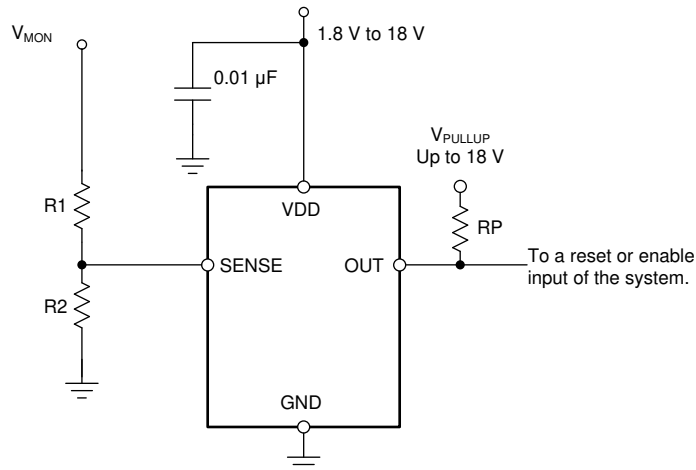 VMON
1.8 V to 18 V
0.01 µF
VPULLUP
Up to 18 V
R1
VDD
RP
SENSE
OUT
To a reset or enable
input of the system.
R2
GND